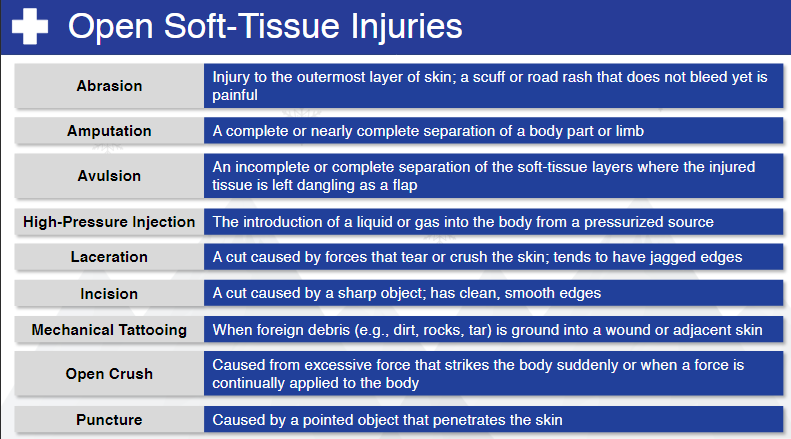 Open Soft-Tissue Injuries
Abrasion
Injury to the outermost layer of skin; a scuff or road rash that does not bleed yet is
painful
Amputation
A complete or nearly complete separation of a body part or limb
Avulsion
An incomplete or complete separation of the soft-tissue layers where the injured
tissue is left dangling as a flap
High-Pressure Injection
The introduction of a liquid or gas into the body from a pressurized source
Laceration
A cut caused by forces that tear or crush the skin; tends to have jagged edges
Incision
A cut caused by a sharp object; has clean, smooth edges
Mechanical Tattooing
When foreign debris (e.g., dirt, rocks, tar) is ground into a wound or adjacent skin
Open Crush
Caused from excessive force that strikes the body suddenly or when a force is
continually applied to the body
Puncture
Caused by a pointed object that penetrates the skin